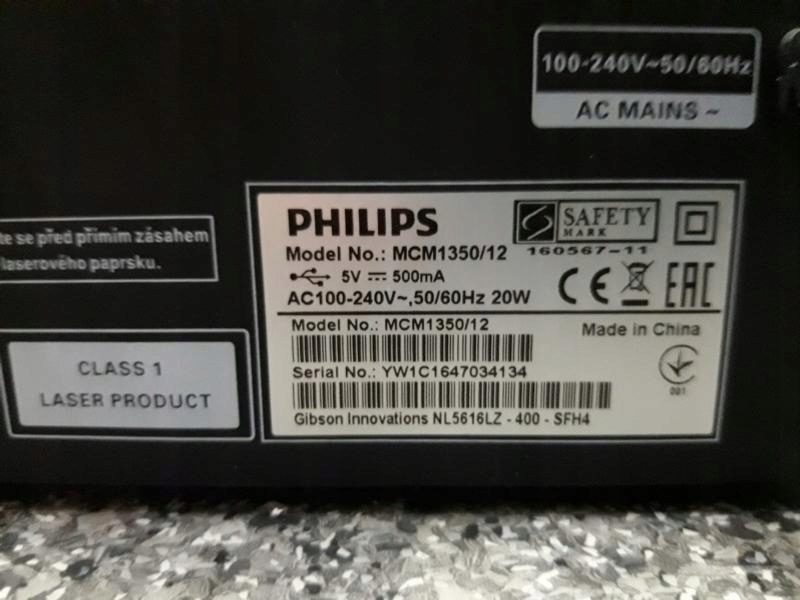 100-240V~50/60Hz
AC MAINS ~
te se před přímím zásahem
laserového paprsku.
CLASS 1
LASER PRODUCT
PHILIPS
Model No.: MCM1350/12
5V ⎓ 500mA
AC100-240V~,50/60Hz 20W
SAFETY
MARK
160567-11
CE
EAC
Model No.: MCM1350/12
Made in China
Serial No.: YW1C1647034134
001
Gibson Innovations NL5616LZ - 400 - SFH4